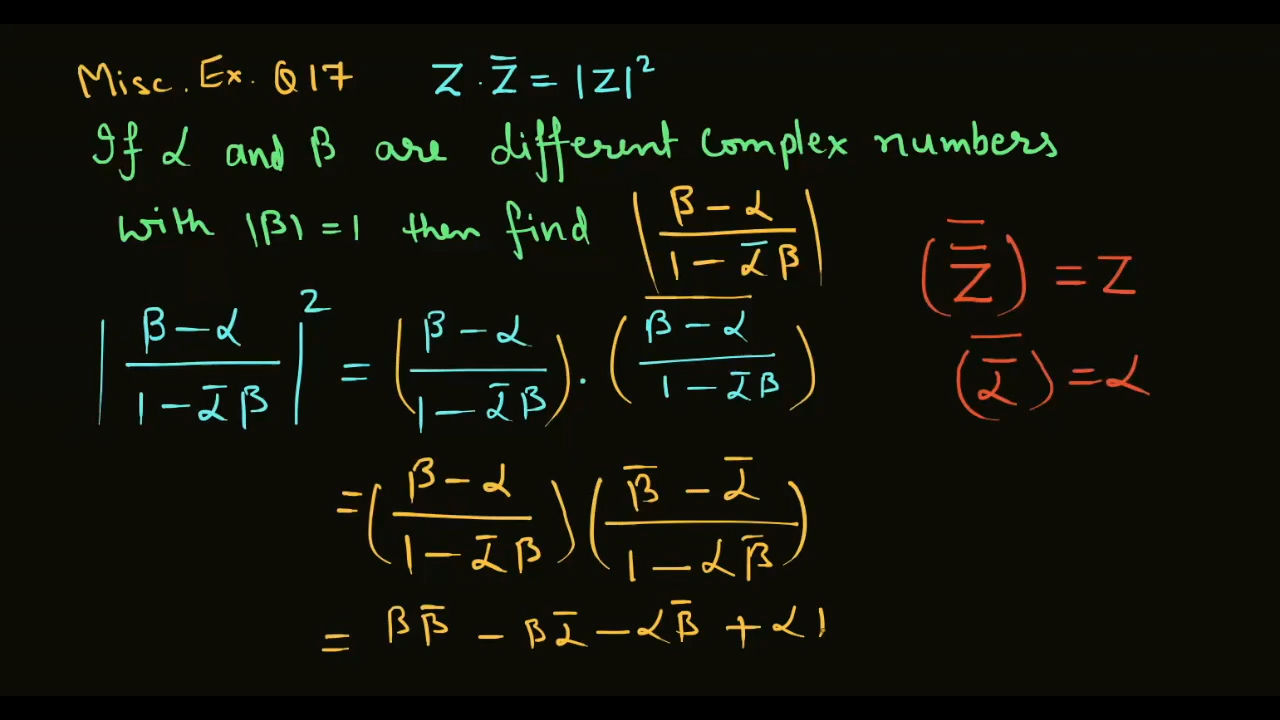 Misc. Ex. Q 17 Z . Z̄ = |Z|²
If α and β are different complex numbers
with |β| = 1 then find | (β − α) / (1 − ᾱβ) |
(Z̿) = Z
| (β − α) / (1 − ᾱβ) |² = ( (β − α) / (1 − ᾱβ) ) . ( (β − α) / (1 − ᾱβ) )‾
(ᾱ)‾ = α
= ( (β − α) / (1 − ᾱβ) ) ( (β̄ − ᾱ) / (1 − αβ̄) )
= ββ̄ − βᾱ − αβ̄ + α